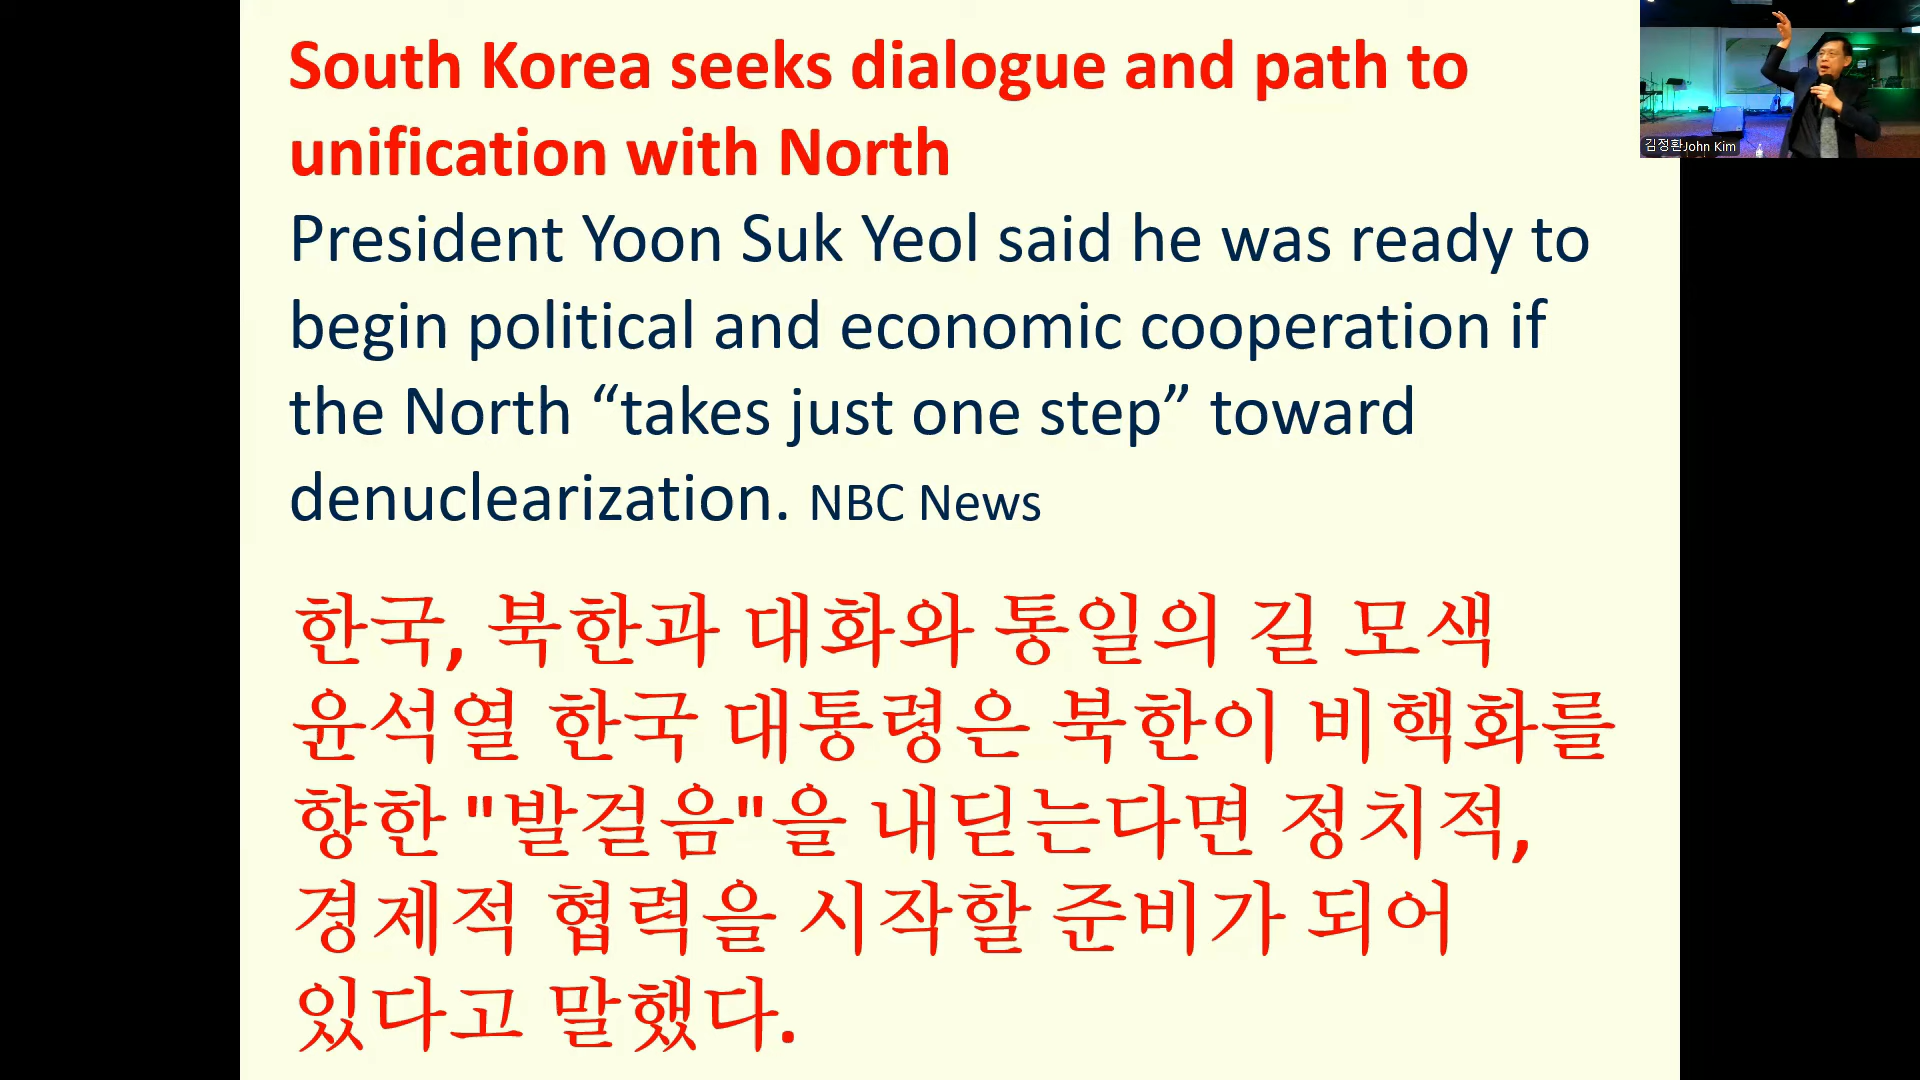 South Korea seeks dialogue and path to
unification with North
President Yoon Suk Yeol said he was ready to
begin political and economic cooperation if
the North “takes just one step” toward
denuclearization. NBC News
한국, 북한과 대화와 통일의 길 모색
윤석열 한국 대통령은 북한이 비핵화를
향한 "발걸음"을 내딛는다면 정치적,
경제적 협력을 시작할 준비가 되어
있다고 말했다.
김정환John Kim